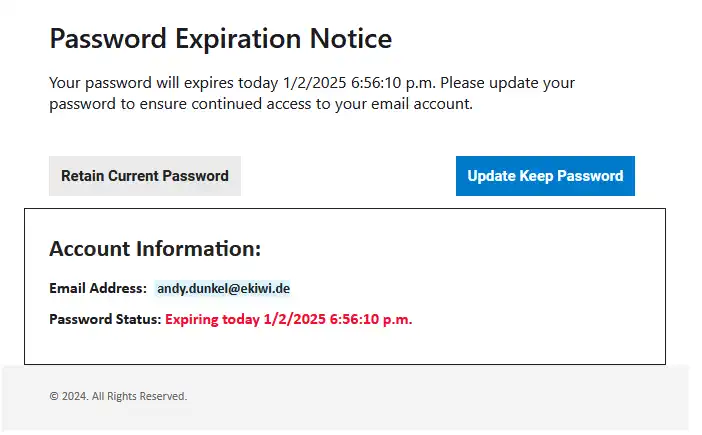 Password Expiration Notice
Your password will expires today 1/2/2025 6:56:10 p.m. Please update your
password to ensure continued access to your email account.
Retain Current Password
Update Keep Password
Account Information:
Email Address: andy.dunkel@ekiwi.de
Password Status: Expiring today 1/2/2025 6:56:10 p.m.
© 2024. All Rights Reserved.